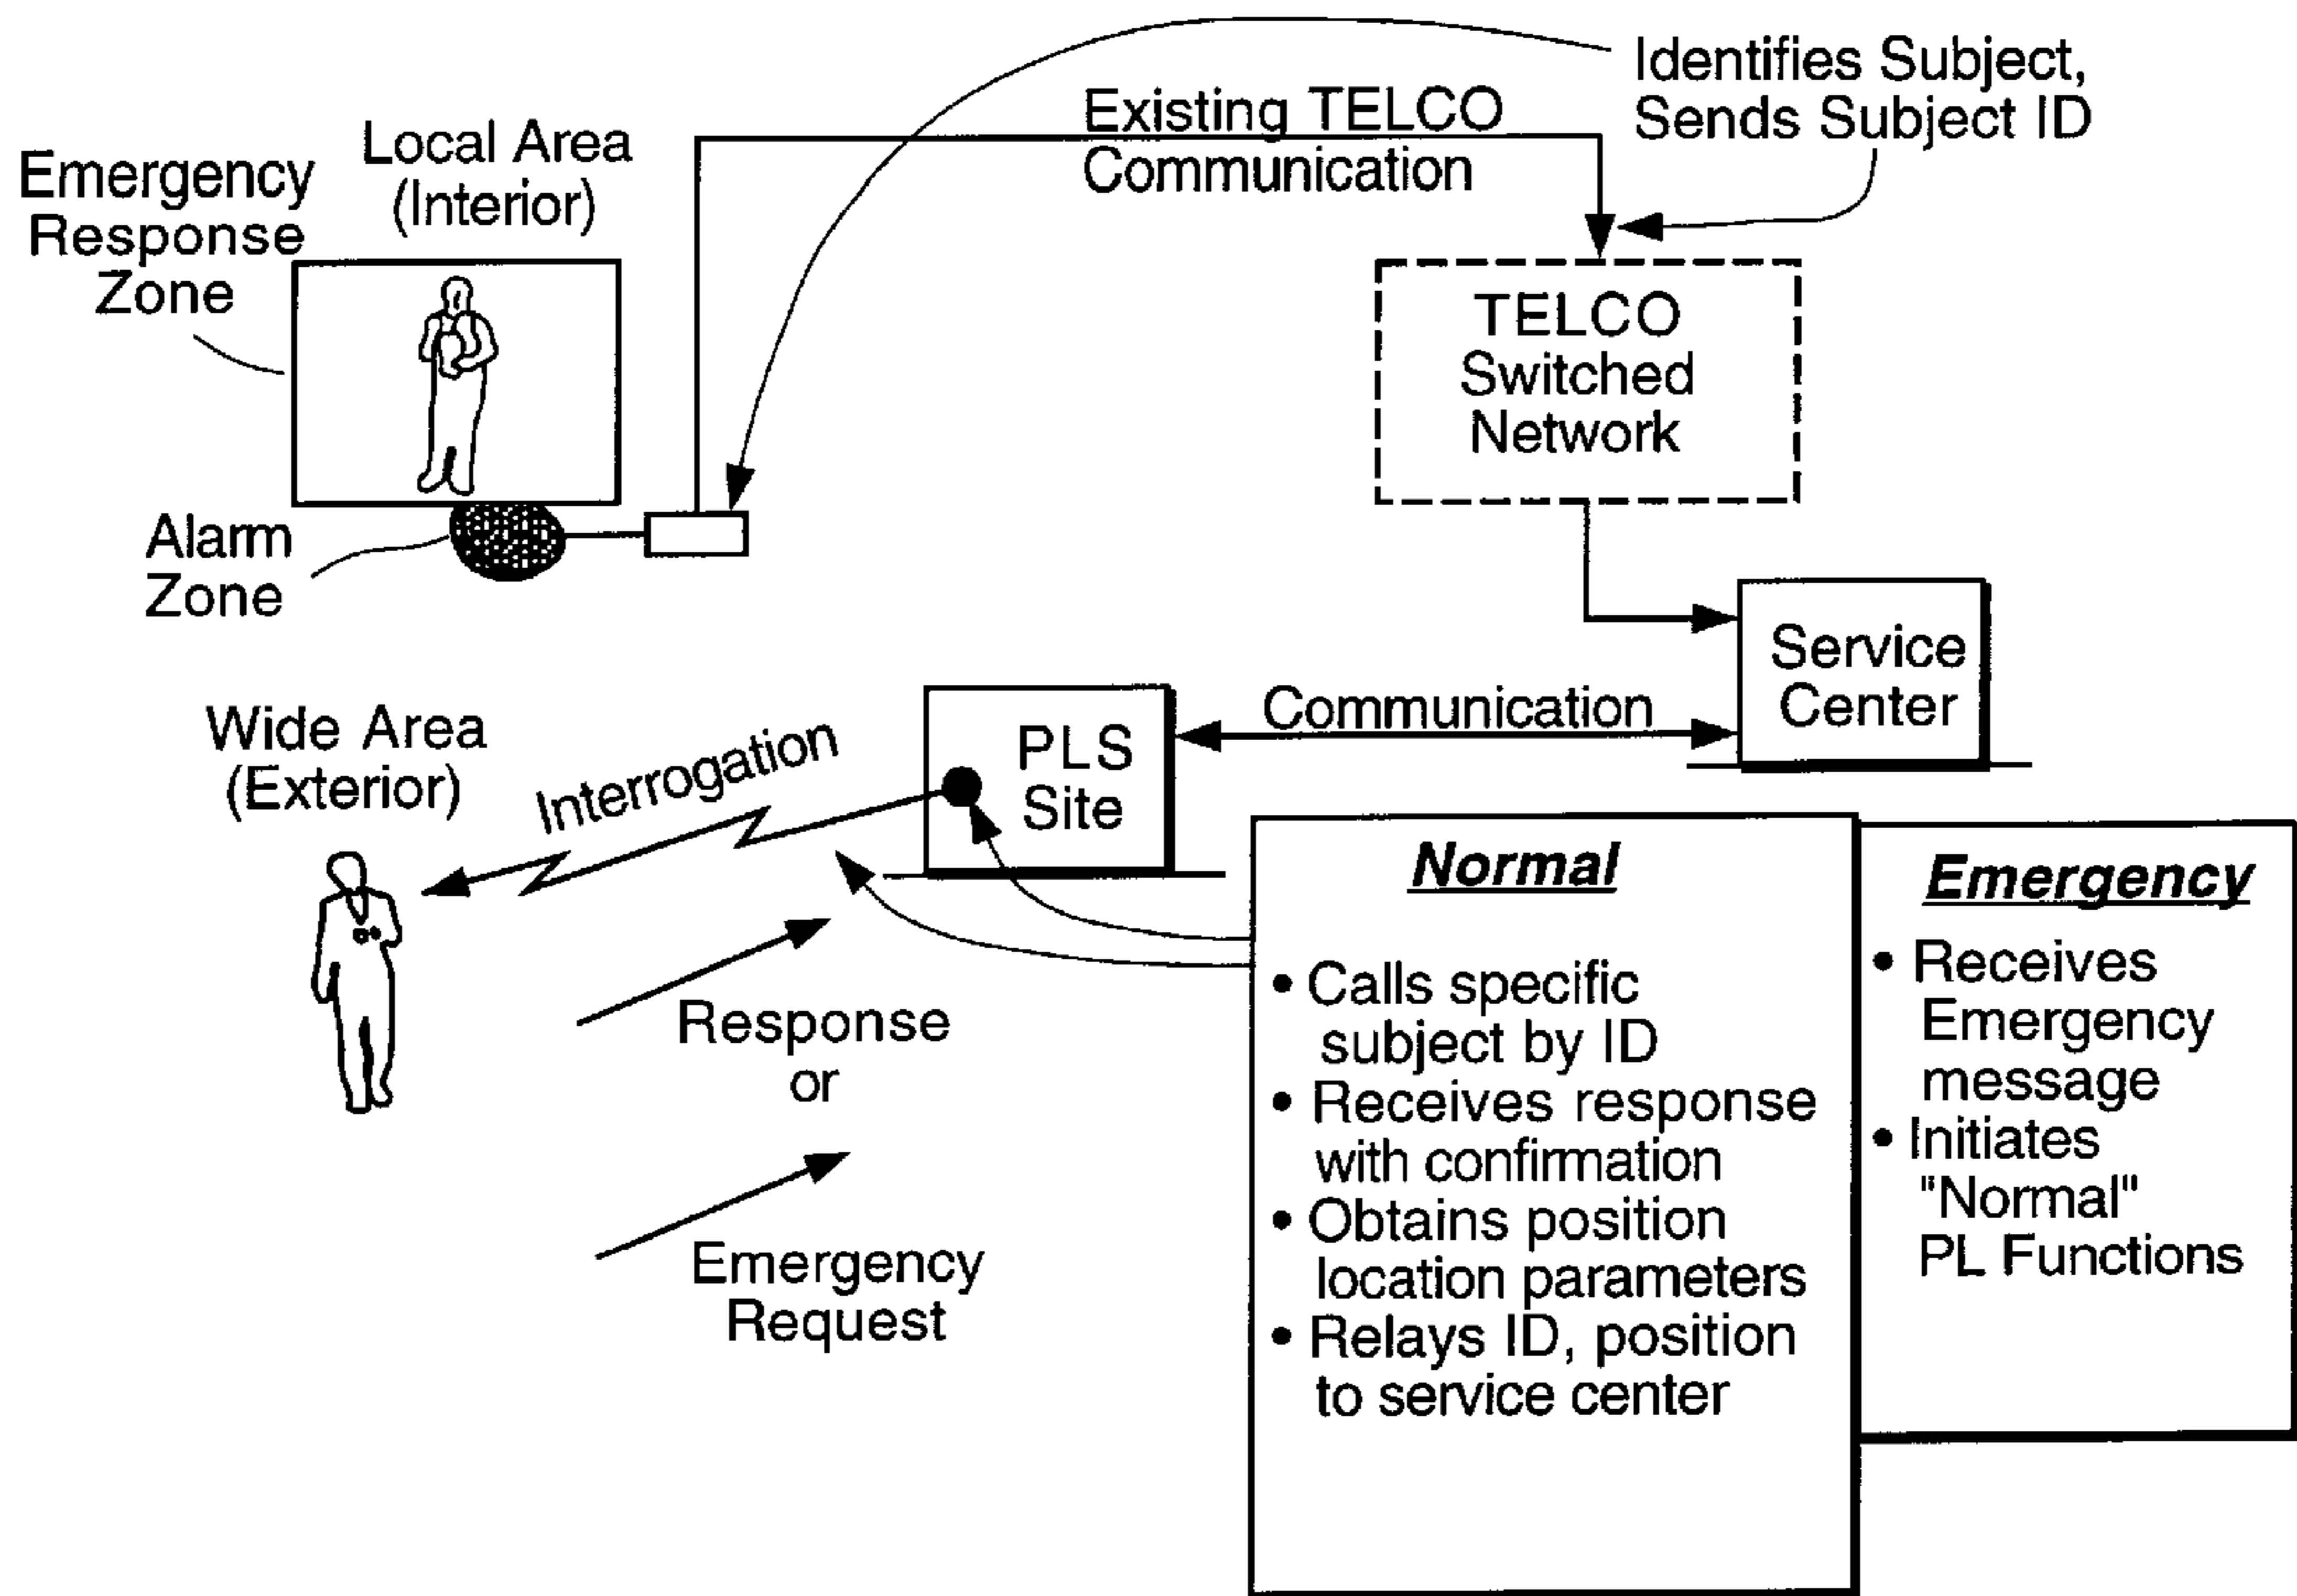 Identifies Subject,
Sends Subject ID
Existing TELCO
Communication
Local Area
(Interior)
Emergency
Response
Zone
TELCO
Switched
Network
Alarm
Zone
Service
Center
Communication
PLS
Site
Wide Area
(Exterior)
Interrogation
Response
or
Emergency
Request
Normal
• Calls specific
subject by ID
• Receives response
with confirmation
• Obtains position
location parameters
• Relays ID, position
to service center
Emergency
• Receives
Emergency
message
• Initiates
"Normal"
PL Functions